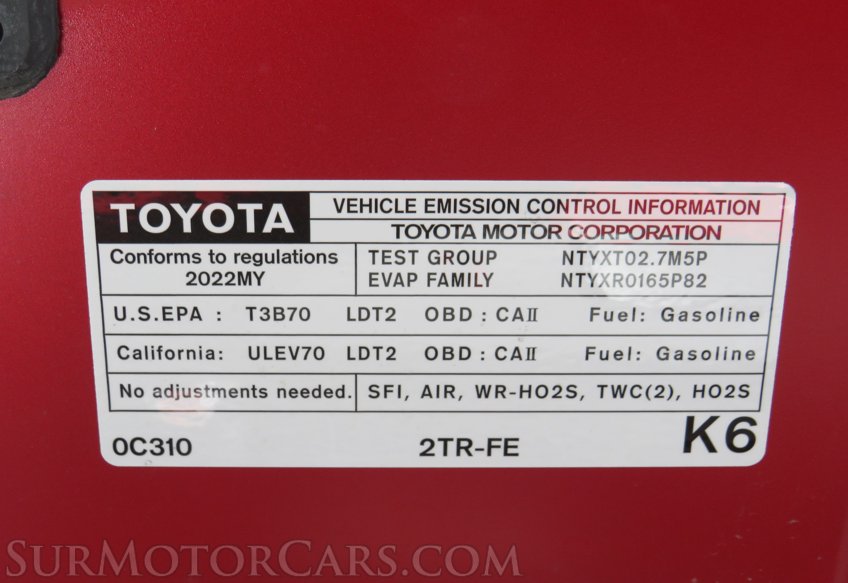 TOYOTA
VEHICLE EMISSION CONTROL INFORMATION
TOYOTA MOTOR CORPORATION
Conforms to regulations
2022MY
TEST GROUP NTYXT02.7M5P
EVAP FAMILY NTYXR0165P82
U.S.EPA : T3B70 LDT2 OBD : CAII Fuel: Gasoline
California: ULEV70 LDT2 OBD : CAII Fuel: Gasoline
No adjustments needed. SFI, AIR, WR-HO2S, TWC(2), HO2S
0C310 2TR-FE K6
SurMotorCars.com